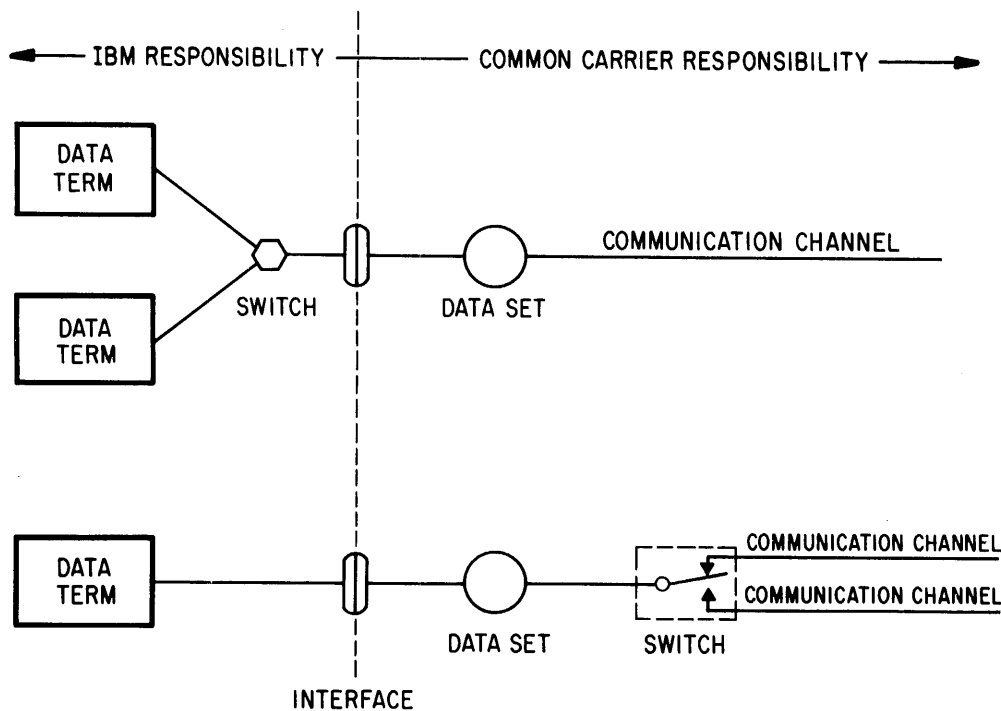 IBM RESPONSIBILITY
COMMON CARRIER RESPONSIBILITY
DATA
TERM
COMMUNICATION CHANNEL
SWITCH
DATA SET
DATA
TERM
DATA
TERM
COMMUNICATION CHANNEL
COMMUNICATION CHANNEL
DATA SET
SWITCH
INTERFACE